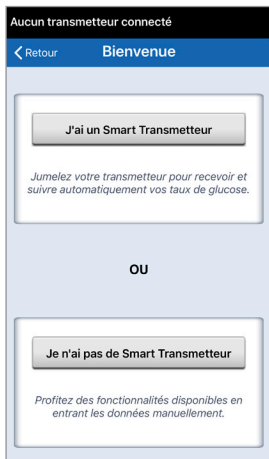 Aucun transmetteur connecté
Retour Bienvenue
J'ai un Smart Transmetteur
Jumelez votre transmetteur pour recevoir et
suivre automatiquement vos taux de glucose.
OU
Je n'ai pas de Smart Transmetteur
Profitez des fonctionnalités disponibles en
entrant les données manuellement.